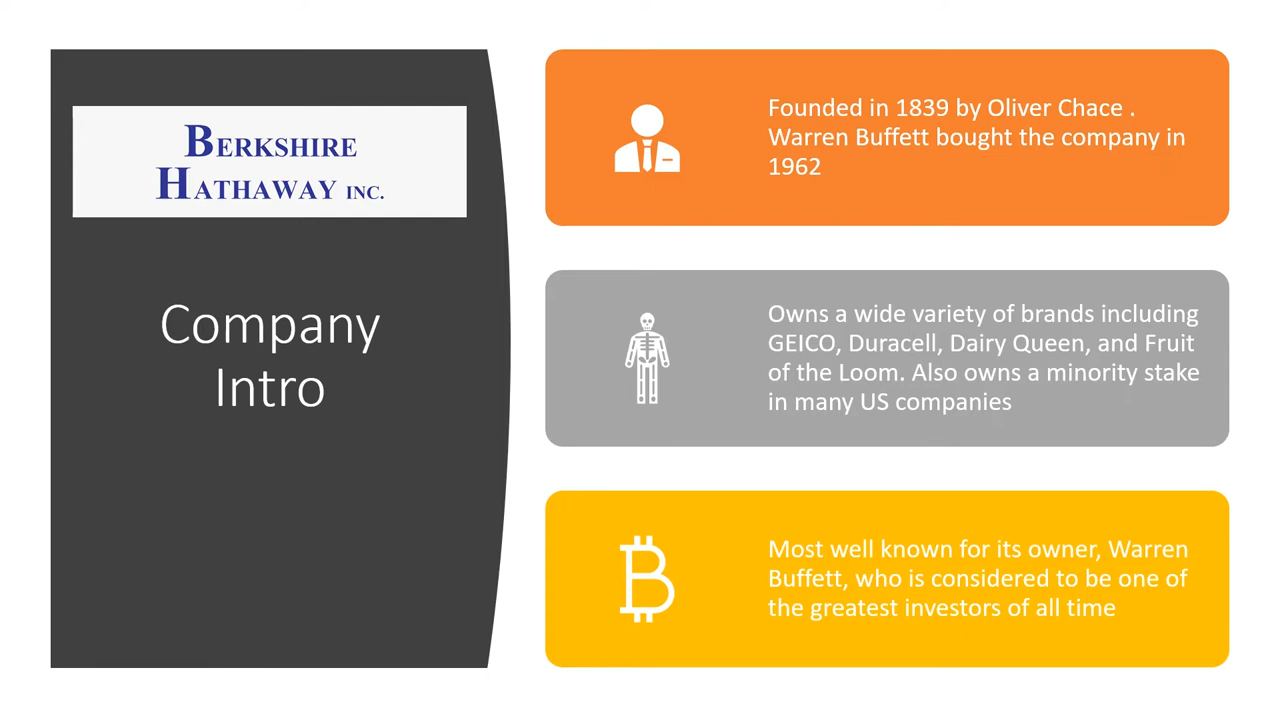 BERKSHIRE
HATHAWAY INC.
Company
Intro
Founded in 1839 by Oliver Chace .
Warren Buffett bought the company in
1962
Owns a wide variety of brands including
GEICO, Duracell, Dairy Queen, and Fruit
of the Loom. Also owns a minority stake
in many US companies
Most well known for its owner, Warren
Buffett, who is considered to be one of
the greatest investors of all time